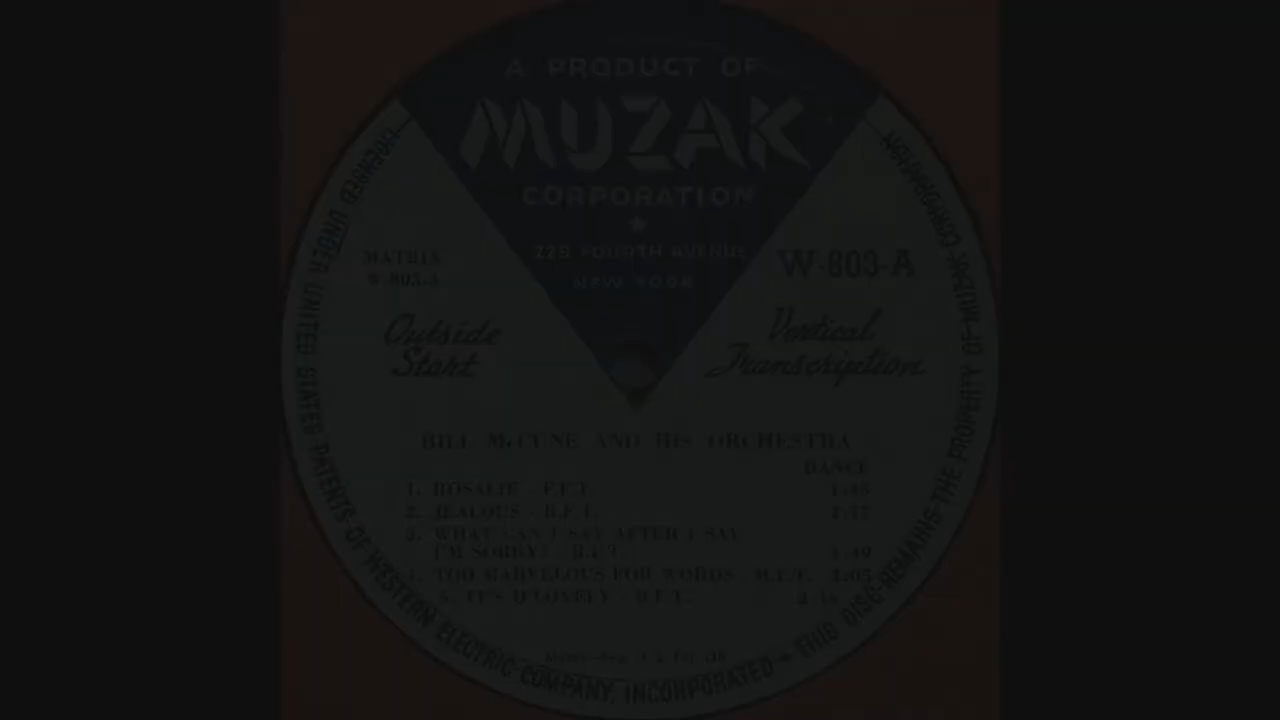 A PRODUCT OF
MUZAK
CORPORATION
225 FOURTH AVENUE
NEW YORK
MATRIX
W-803-A
W-803-A
Outside
Start
Vertical
Transcription
BILL McCUNE AND HIS ORCHESTRA
DANCE
1. ROSALIE - F.F.T.
2. JEALOUS - B.F.T.
3. WHAT CAN I SAY AFTER I SAY
I'M SORRY? - B.F.T.
TOO MARVELOUS FOR WORDS - M.F.T.
5. IT'S D'LOVELY - B.F.T.
LICENSED UNDER UNITED STATES PATENTS OF WESTERN ELECTRIC COMPANY, INCORPORATED - THIS DISC REMAINS THE PROPERTY OF MUZAK CORPORATION